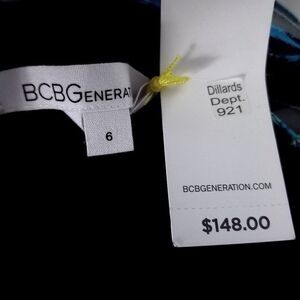 BCBGENERAT
6
Dillards
Dept.
921
BCBGENERATION.COM
$148.00